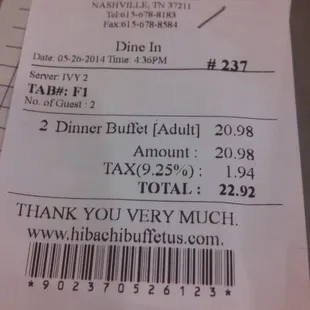 NASHVILLE, TN 37211
Tel:615-678-8183
Fax:615-678-8584
Dine In
Date: 05-26-2014 Time: 4:36PM # 237
Server: IVY 2
TAB#: F1
No. of Guest : 2
2 Dinner Buffet [Adult] 20.98
Amount : 20.98
TAX(9.25%) : 1.94
TOTAL : 22.92
THANK YOU VERY MUCH.
www.hibachibuffetus.com.
*902370526123*